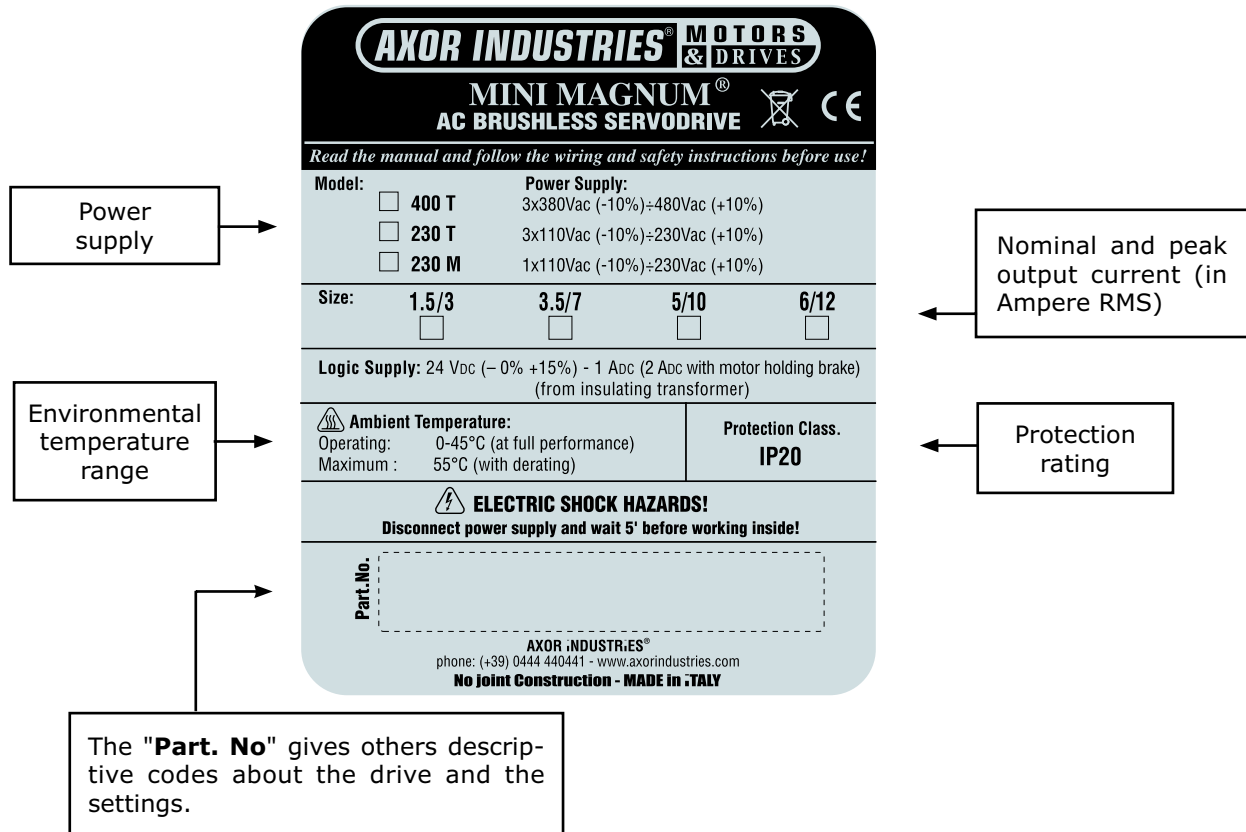 AXOR INDUSTRIES® MOTORS & DRIVES
MINI MAGNUM®
AC BRUSHLESS SERVODRIVE
CE
Read the manual and follow the wiring and safety instructions before use!
Power
supply
Model: Power Supply:
400 T 3x380Vac (-10%)÷480Vac (+10%)
230 T 3x110Vac (-10%)÷230Vac (+10%)
230 M 1x110Vac (-10%)÷230Vac (+10%)
Nominal and peak
output current (in
Ampere RMS)
Size: 1.5/3 3.5/7 5/10 6/12
Logic Supply: 24 VDC (– 0% +15%) - 1 ADC (2 ADC with motor holding brake)
(from insulating transformer)
Environmental
temperature
range
Ambient Temperature:
Operating: 0-45°C (at full performance)
Maximum : 55°C (with derating)
Protection Class.
IP20
Protection
rating
ELECTRIC SHOCK HAZARDS!
Disconnect power supply and wait 5' before working inside!
Part.No.
AXOR iNDUSTRiES®
phone: (+39) 0444 440441 - www.axorindustries.com
No joint Construction - MADE in iTALY
The "Part. No" gives others descrip-
tive codes about the drive and the
settings.